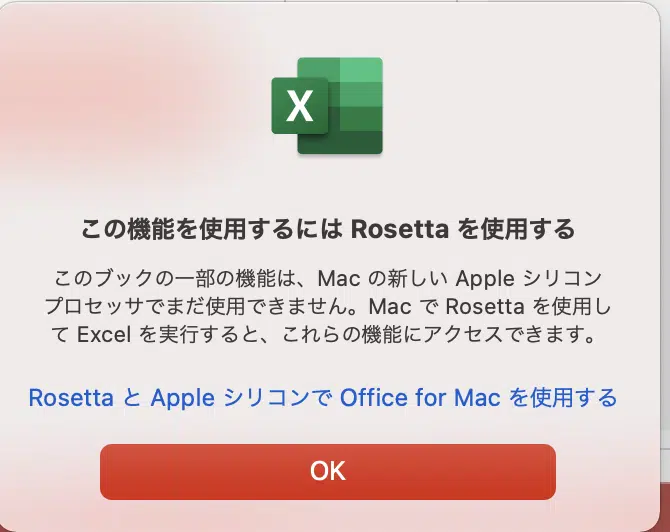 X
この機能を使用するには Rosetta を使用する
このブックの一部の機能は、Mac の新しい Apple シリコン
プロセッサでまだ使用できません。Mac で Rosetta を使用し
て Excel を実行すると、これらの機能にアクセスできます。
Rosetta と Apple シリコンで Office for Mac を使用する
OK